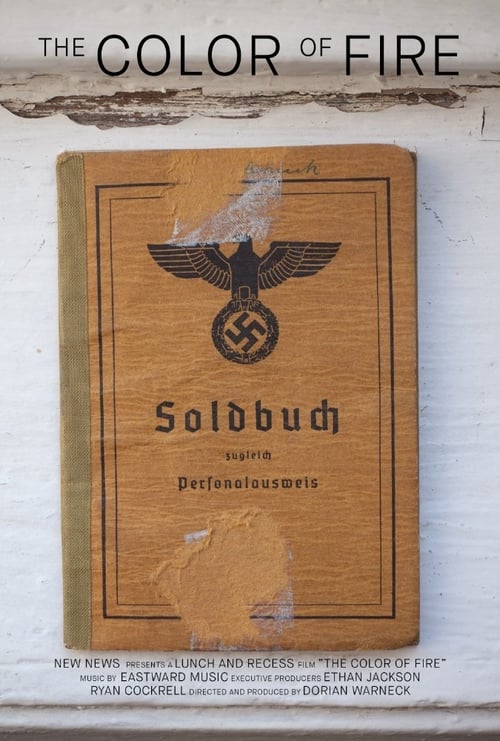 THE COLOR OF FIRE
Soldbuch
zugleich
Personalausweis
NEW NEWS PRESENTS A LUNCH AND RECESS FILM "THE COLOR OF FIRE"
MUSIC BY EASTWARD MUSIC EXECUTIVE PRODUCERS ETHAN JACKSON
RYAN COCKRELL DIRECTED AND PRODUCED BY DORIAN WARNECK